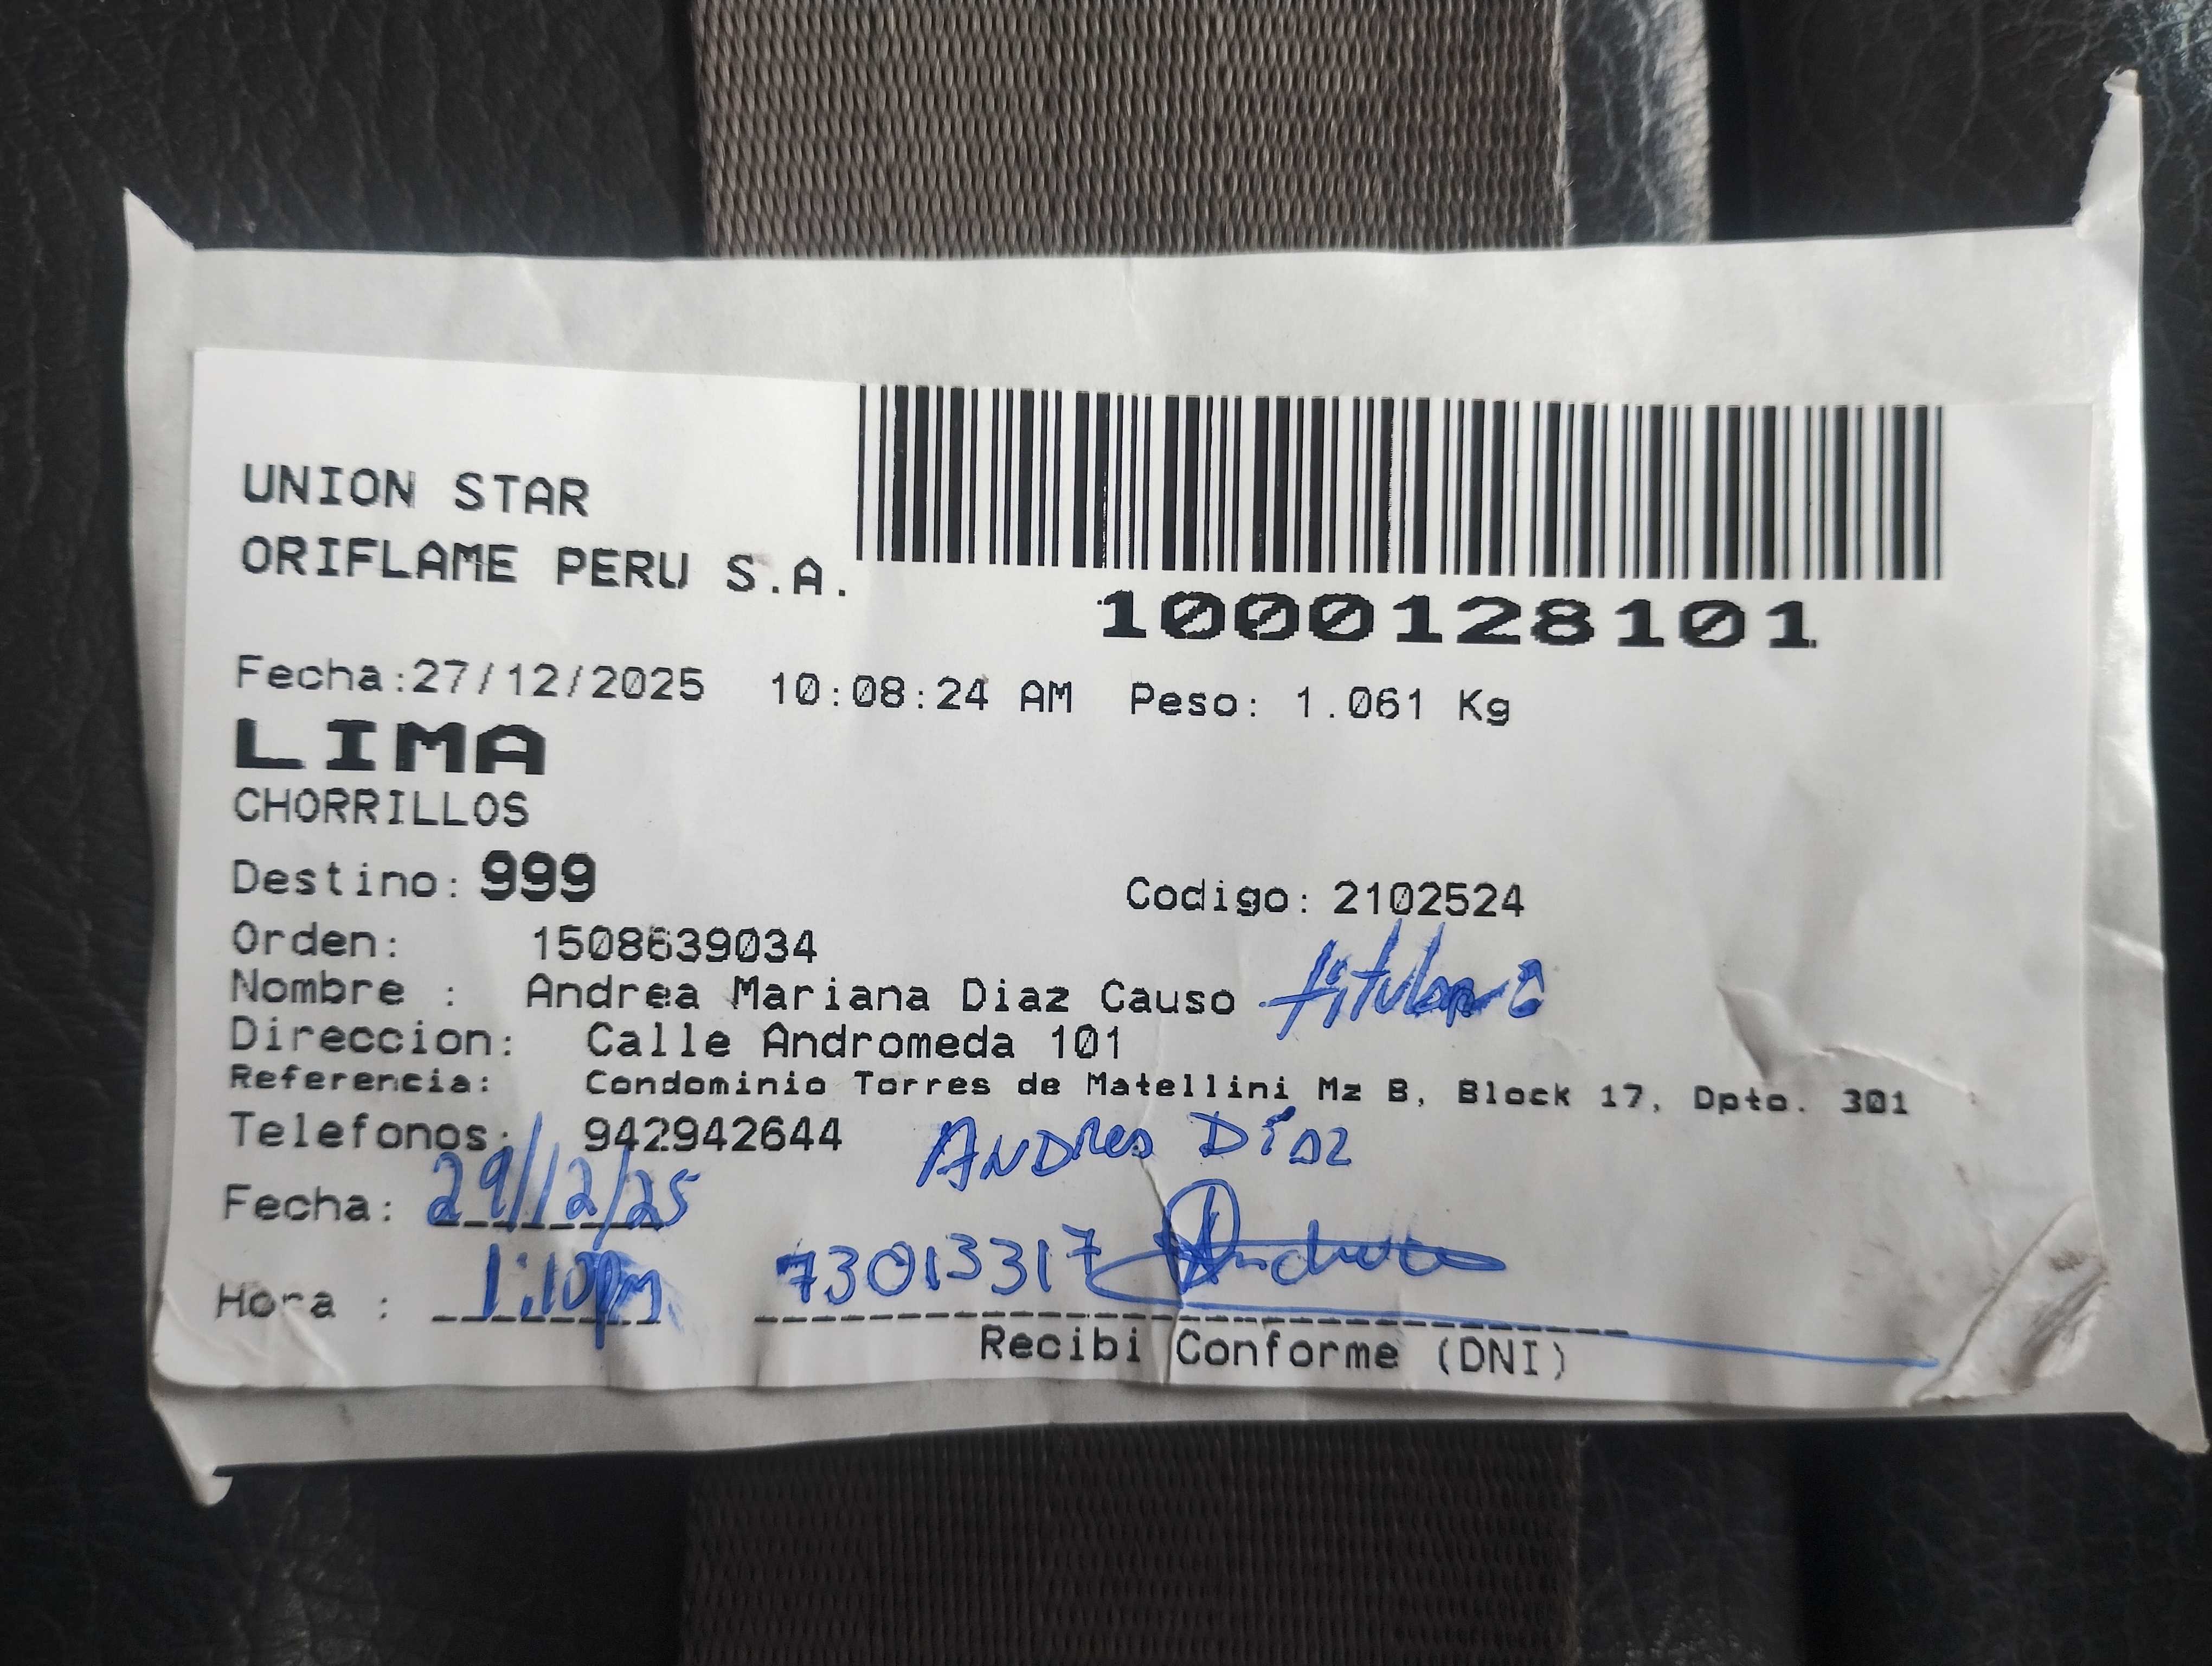 UNION STAR
ORIFLAME PERU S.A.
1000128101
Fecha:27/12/2025 10:08:24 AM Peso: 1.061 Kg
LIMA
CHORRILLOS
Destino: 999 Codigo: 2102524
Orden: 1508639034
Nombre : Andrea Mariana Diaz Causo
Direccion: Calle Andromeda 101
Referencia: Condominio Torres de Matellini Mz B, Block 17, Dpto. 301
Telefonos: 942942644 ANDRES DÍAZ
Fecha: 29/12/25
Hora : 1:10pm 73013317
Recibi Conforme (DNI)